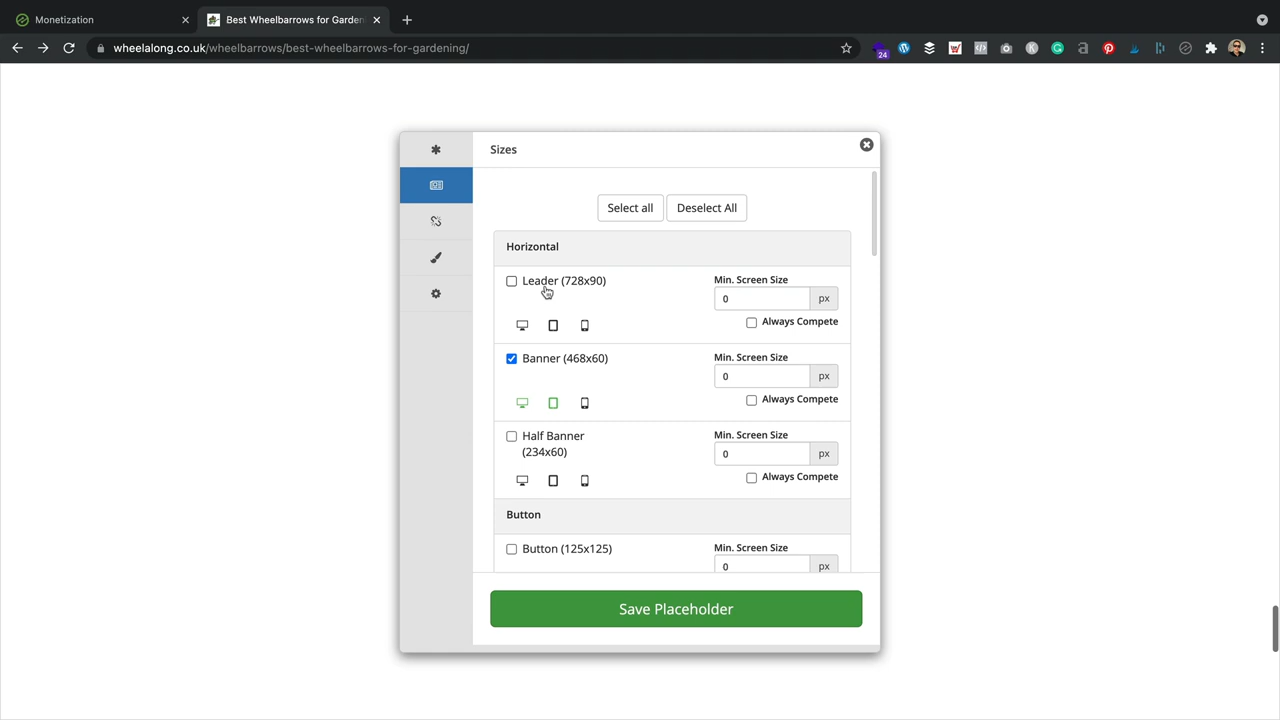 Monetization
Best Wheelbarrows for Garden
wheelalong.co.uk/wheelbarrows/best-wheelbarrows-for-gardening/
24
Sizes
Select all
Deselect All
Horizontal
Leader (728x90)
Min. Screen Size
0
px
Always Compete
Banner (468x60)
Min. Screen Size
0
px
Always Compete
Half Banner
(234x60)
Min. Screen Size
0
px
Always Compete
Button
Button (125x125)
Min. Screen Size
0
px
Save Placeholder